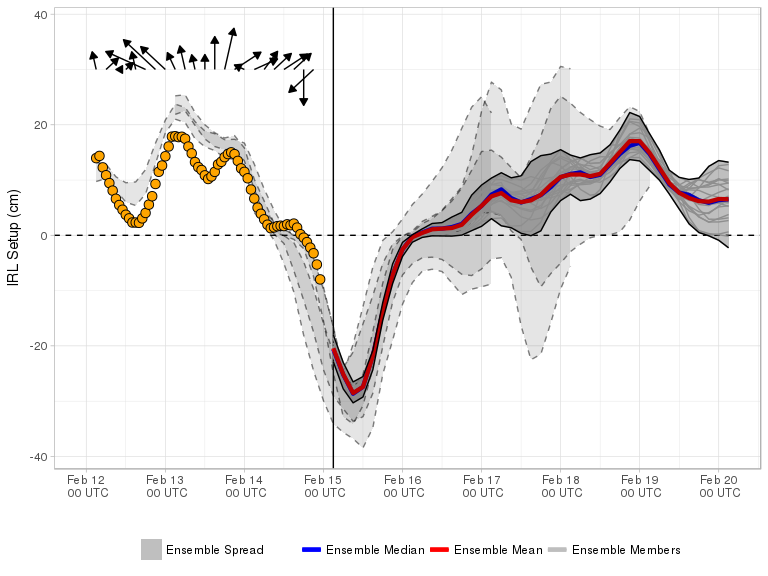 IRL Setup (cm)
40
20
0
-20
-40
Feb 12 Feb 13 Feb 14 Feb 15 Feb 16 Feb 17 Feb 18 Feb 19 Feb 20
00 UTC 00 UTC 00 UTC 00 UTC 00 UTC 00 UTC 00 UTC 00 UTC 00 UTC
Ensemble Spread Ensemble Median Ensemble Mean Ensemble Members